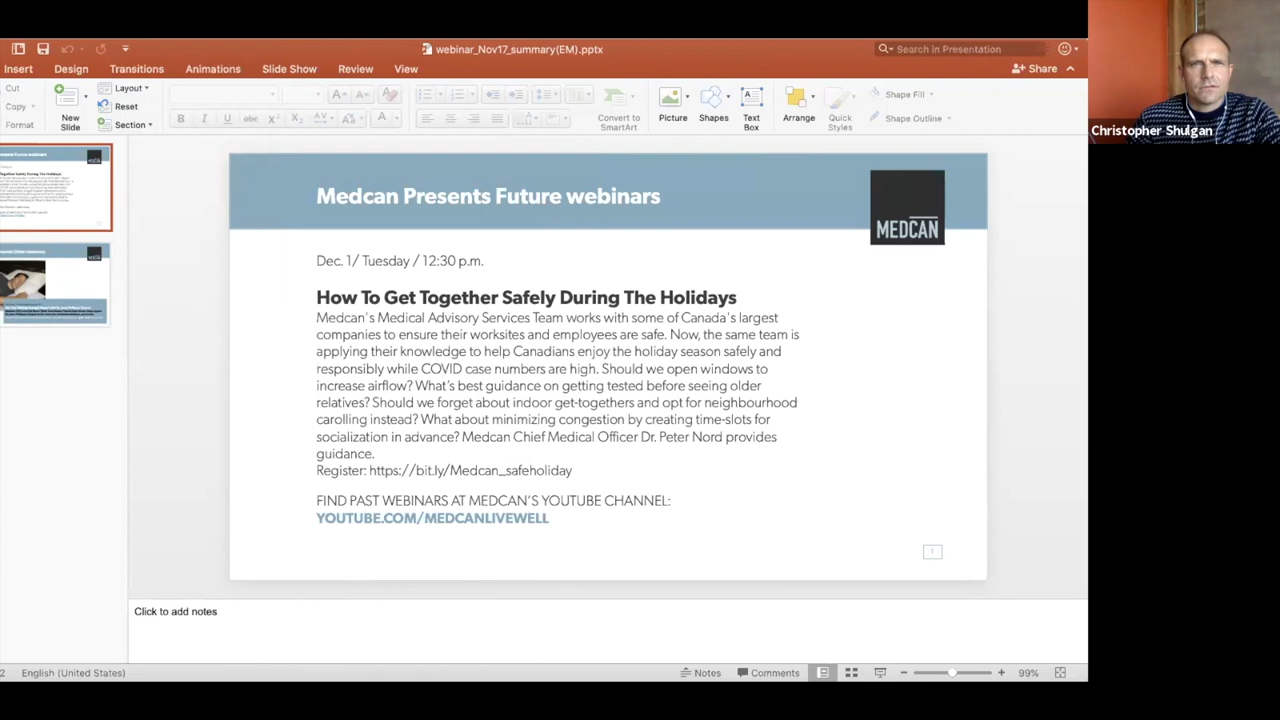 webinar_Nov17_summary(EM).pptx
Search in Presentation
Insert
Design
Transitions
Animations
Slide Show
Review
View
Share
Cut
Copy
Format
New
Slide
Layout
Reset
Section
B
I
U
abc
Convert to
SmartArt
Picture
Shapes
Text
Box
Arrange
Quick
Styles
Shape Fill
Shape Outline
Christopher Shulgan
Medcan Presents Future webinars
MEDCAN
Dec. 1/ Tuesday / 12:30 p.m.
How To Get Together Safely During The Holidays
Medcan's Medical Advisory Services Team works with some of Canada's largest
companies to ensure their worksites and employees are safe. Now, the same team is
applying their knowledge to help Canadians enjoy the holiday season safely and
responsibly while COVID case numbers are high. Should we open windows to
increase airflow? What's best guidance on getting tested before seeing older
relatives? Should we forget about indoor get-togethers and opt for neighbourhood
carolling instead? What about minimizing congestion by creating time-slots for
socialization in advance? Medcan Chief Medical Officer Dr. Peter Nord provides
guidance.
Register: https://bit.ly/Medcan_safeholiday
FIND PAST WEBINARS AT MEDCAN'S YOUTUBE CHANNEL:
YOUTUBE.COM/MEDCANLIVEWELL
1
Click to add notes
2
English (United States)
Notes
Comments
99%